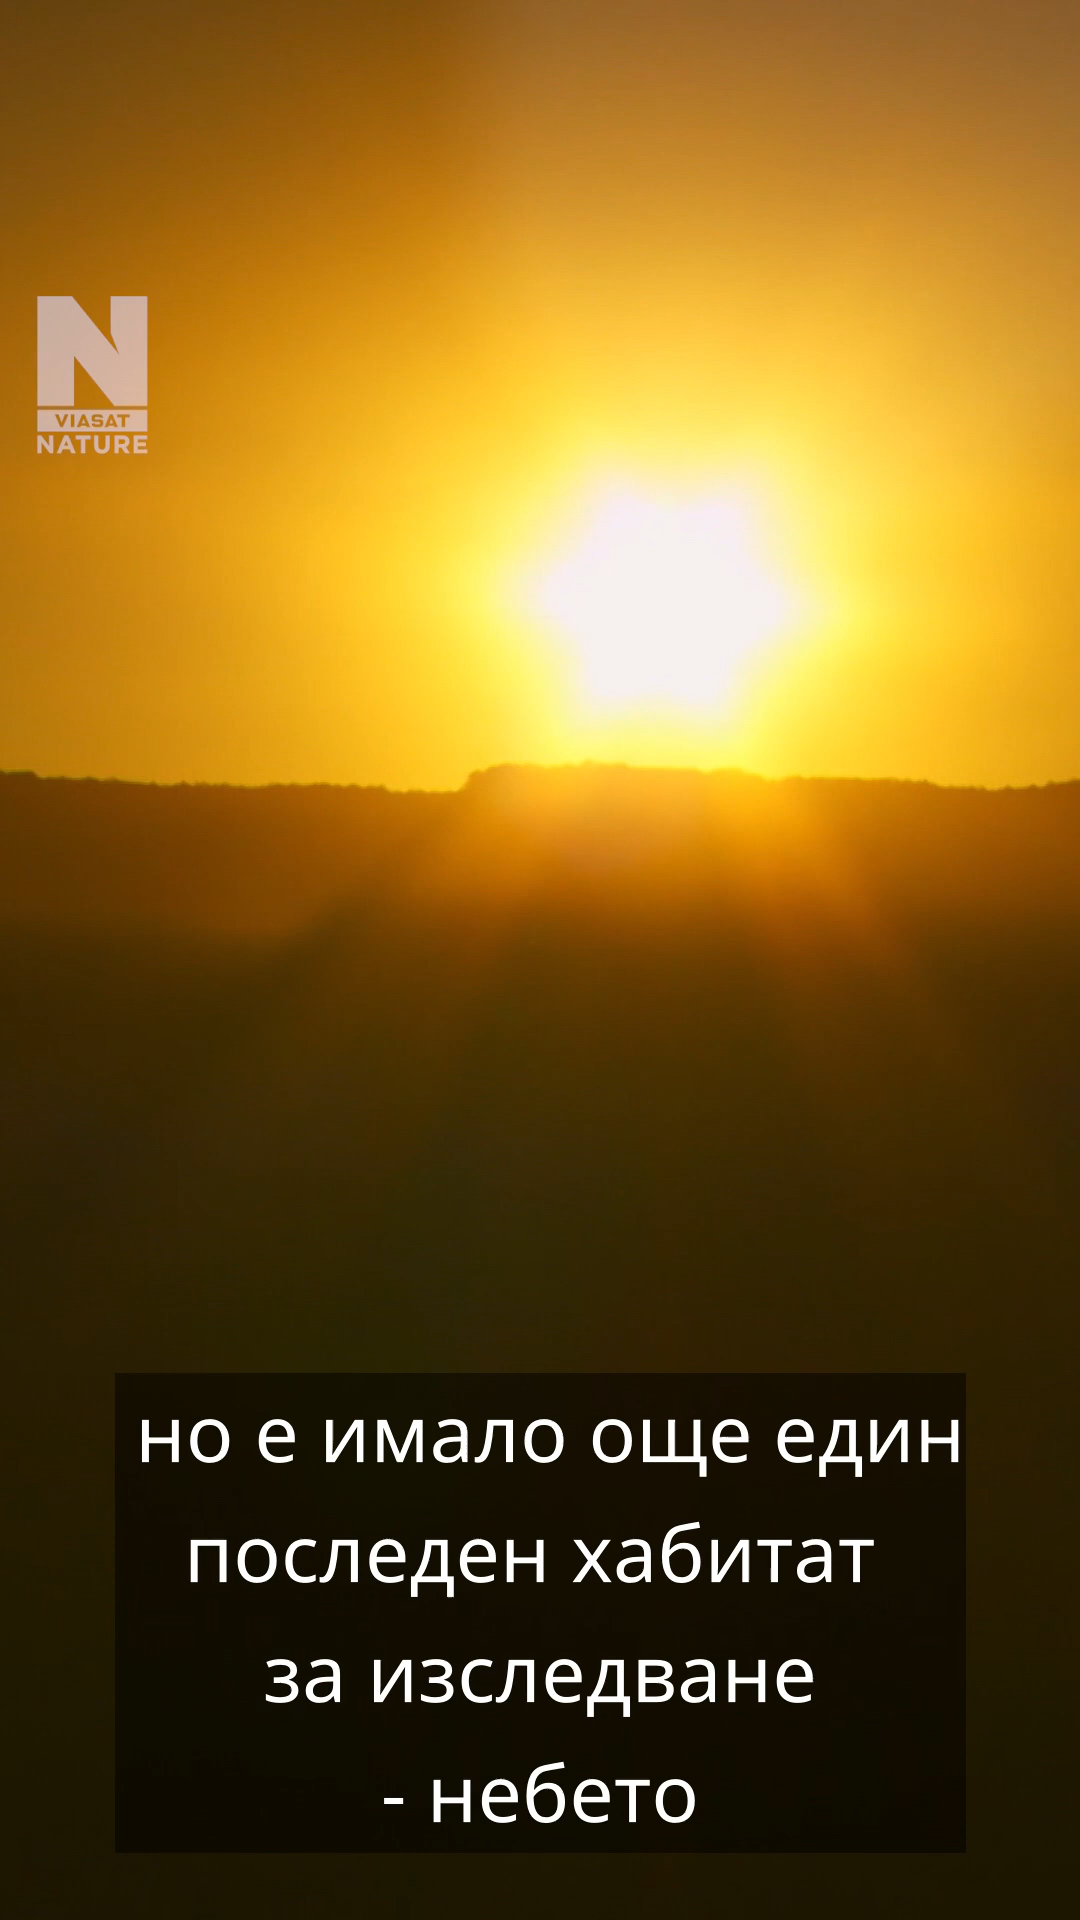 N
VIASAT
NATURE
но е имало още един
последен хабитат
за изследване
- небето